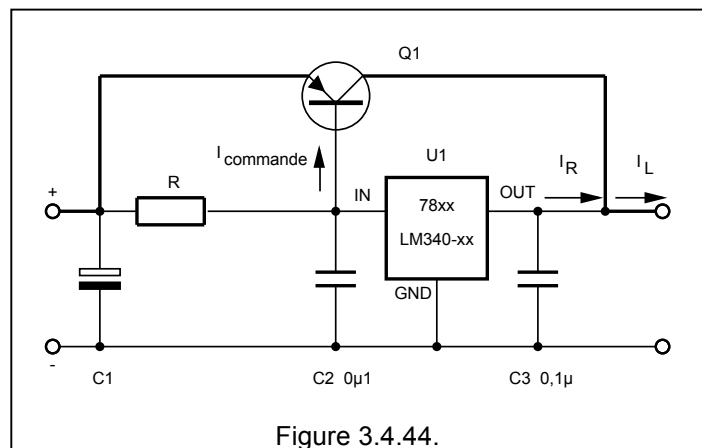 Q1
I commande
U1
I R
I L
R
IN
OUT
+
78xx
LM340-xx
GND
-
C1
C2 0µ1
C3 0,1µ
Figure 3.4.44.